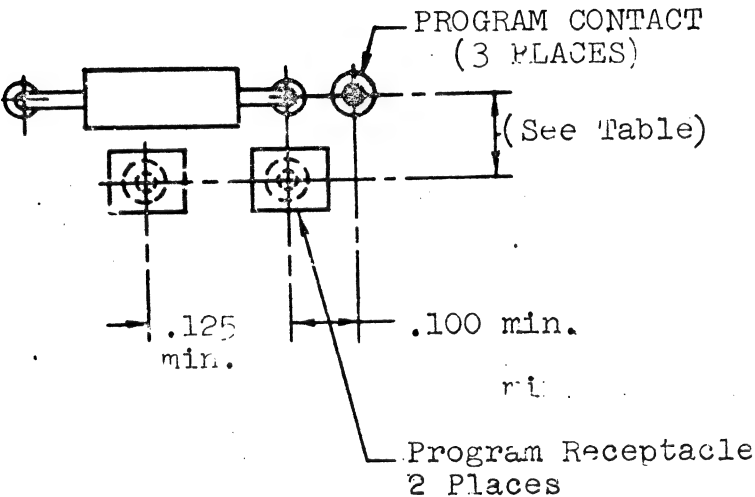 PROGRAM CONTACT
(3 PLACES)
(See Table)
.125
min.
.100 min.
Program Receptacle
2 Places